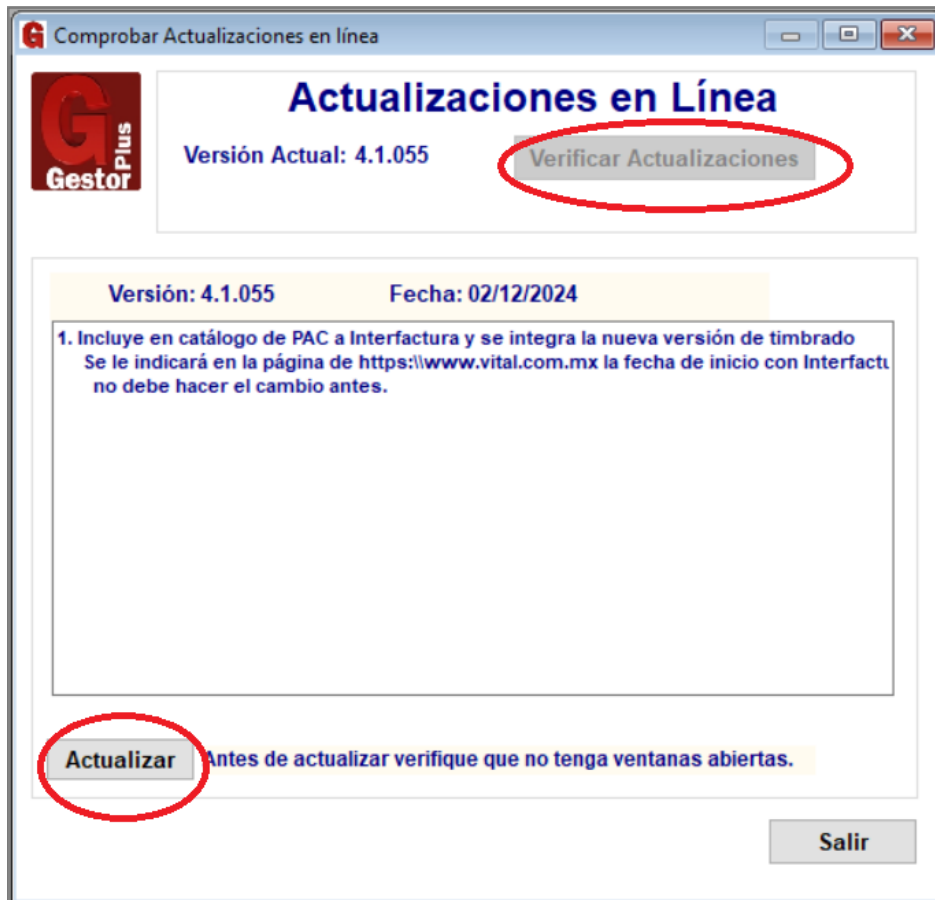 Comprobar Actualizaciones en línea
Gestor Plus
Actualizaciones en Línea
Versión Actual: 4.1.055
Verificar Actualizaciones
Versión: 4.1.055 Fecha: 02/12/2024
1. Incluye en catálogo de PAC a Interfactura y se integra la nueva versión de timbrado
Se le indicará en la página de https:\\www.vital.com.mx la fecha de inicio con Interfactu
no debe hacer el cambio antes.
Actualizar Antes de actualizar verifique que no tenga ventanas abiertas.
Salir